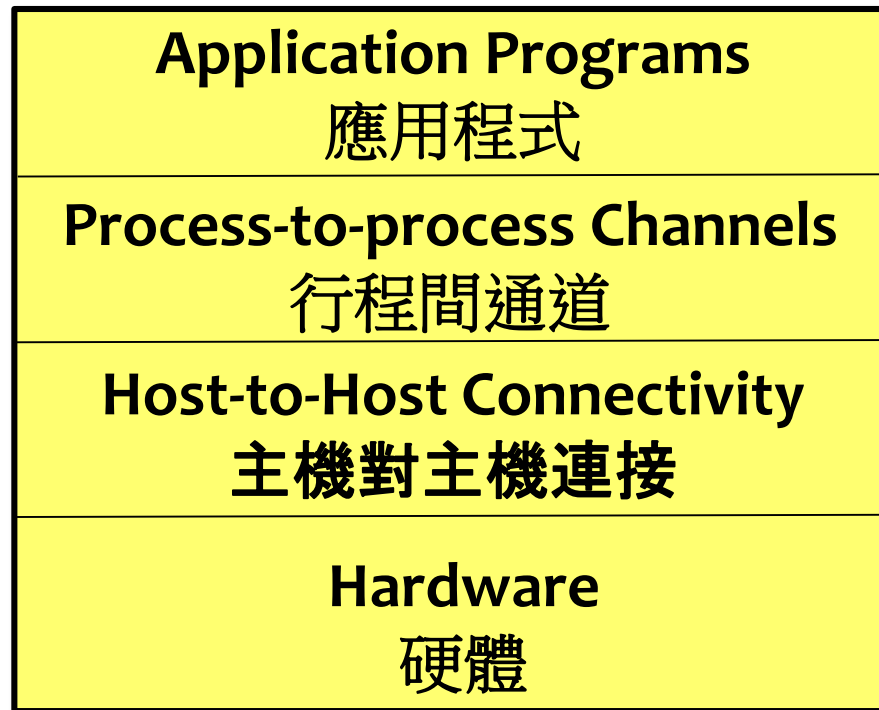 Application Programs
應用程式
Process-to-process Channels
行程間通道
Host-to-Host Connectivity
主機對主機連接
Hardware
硬體